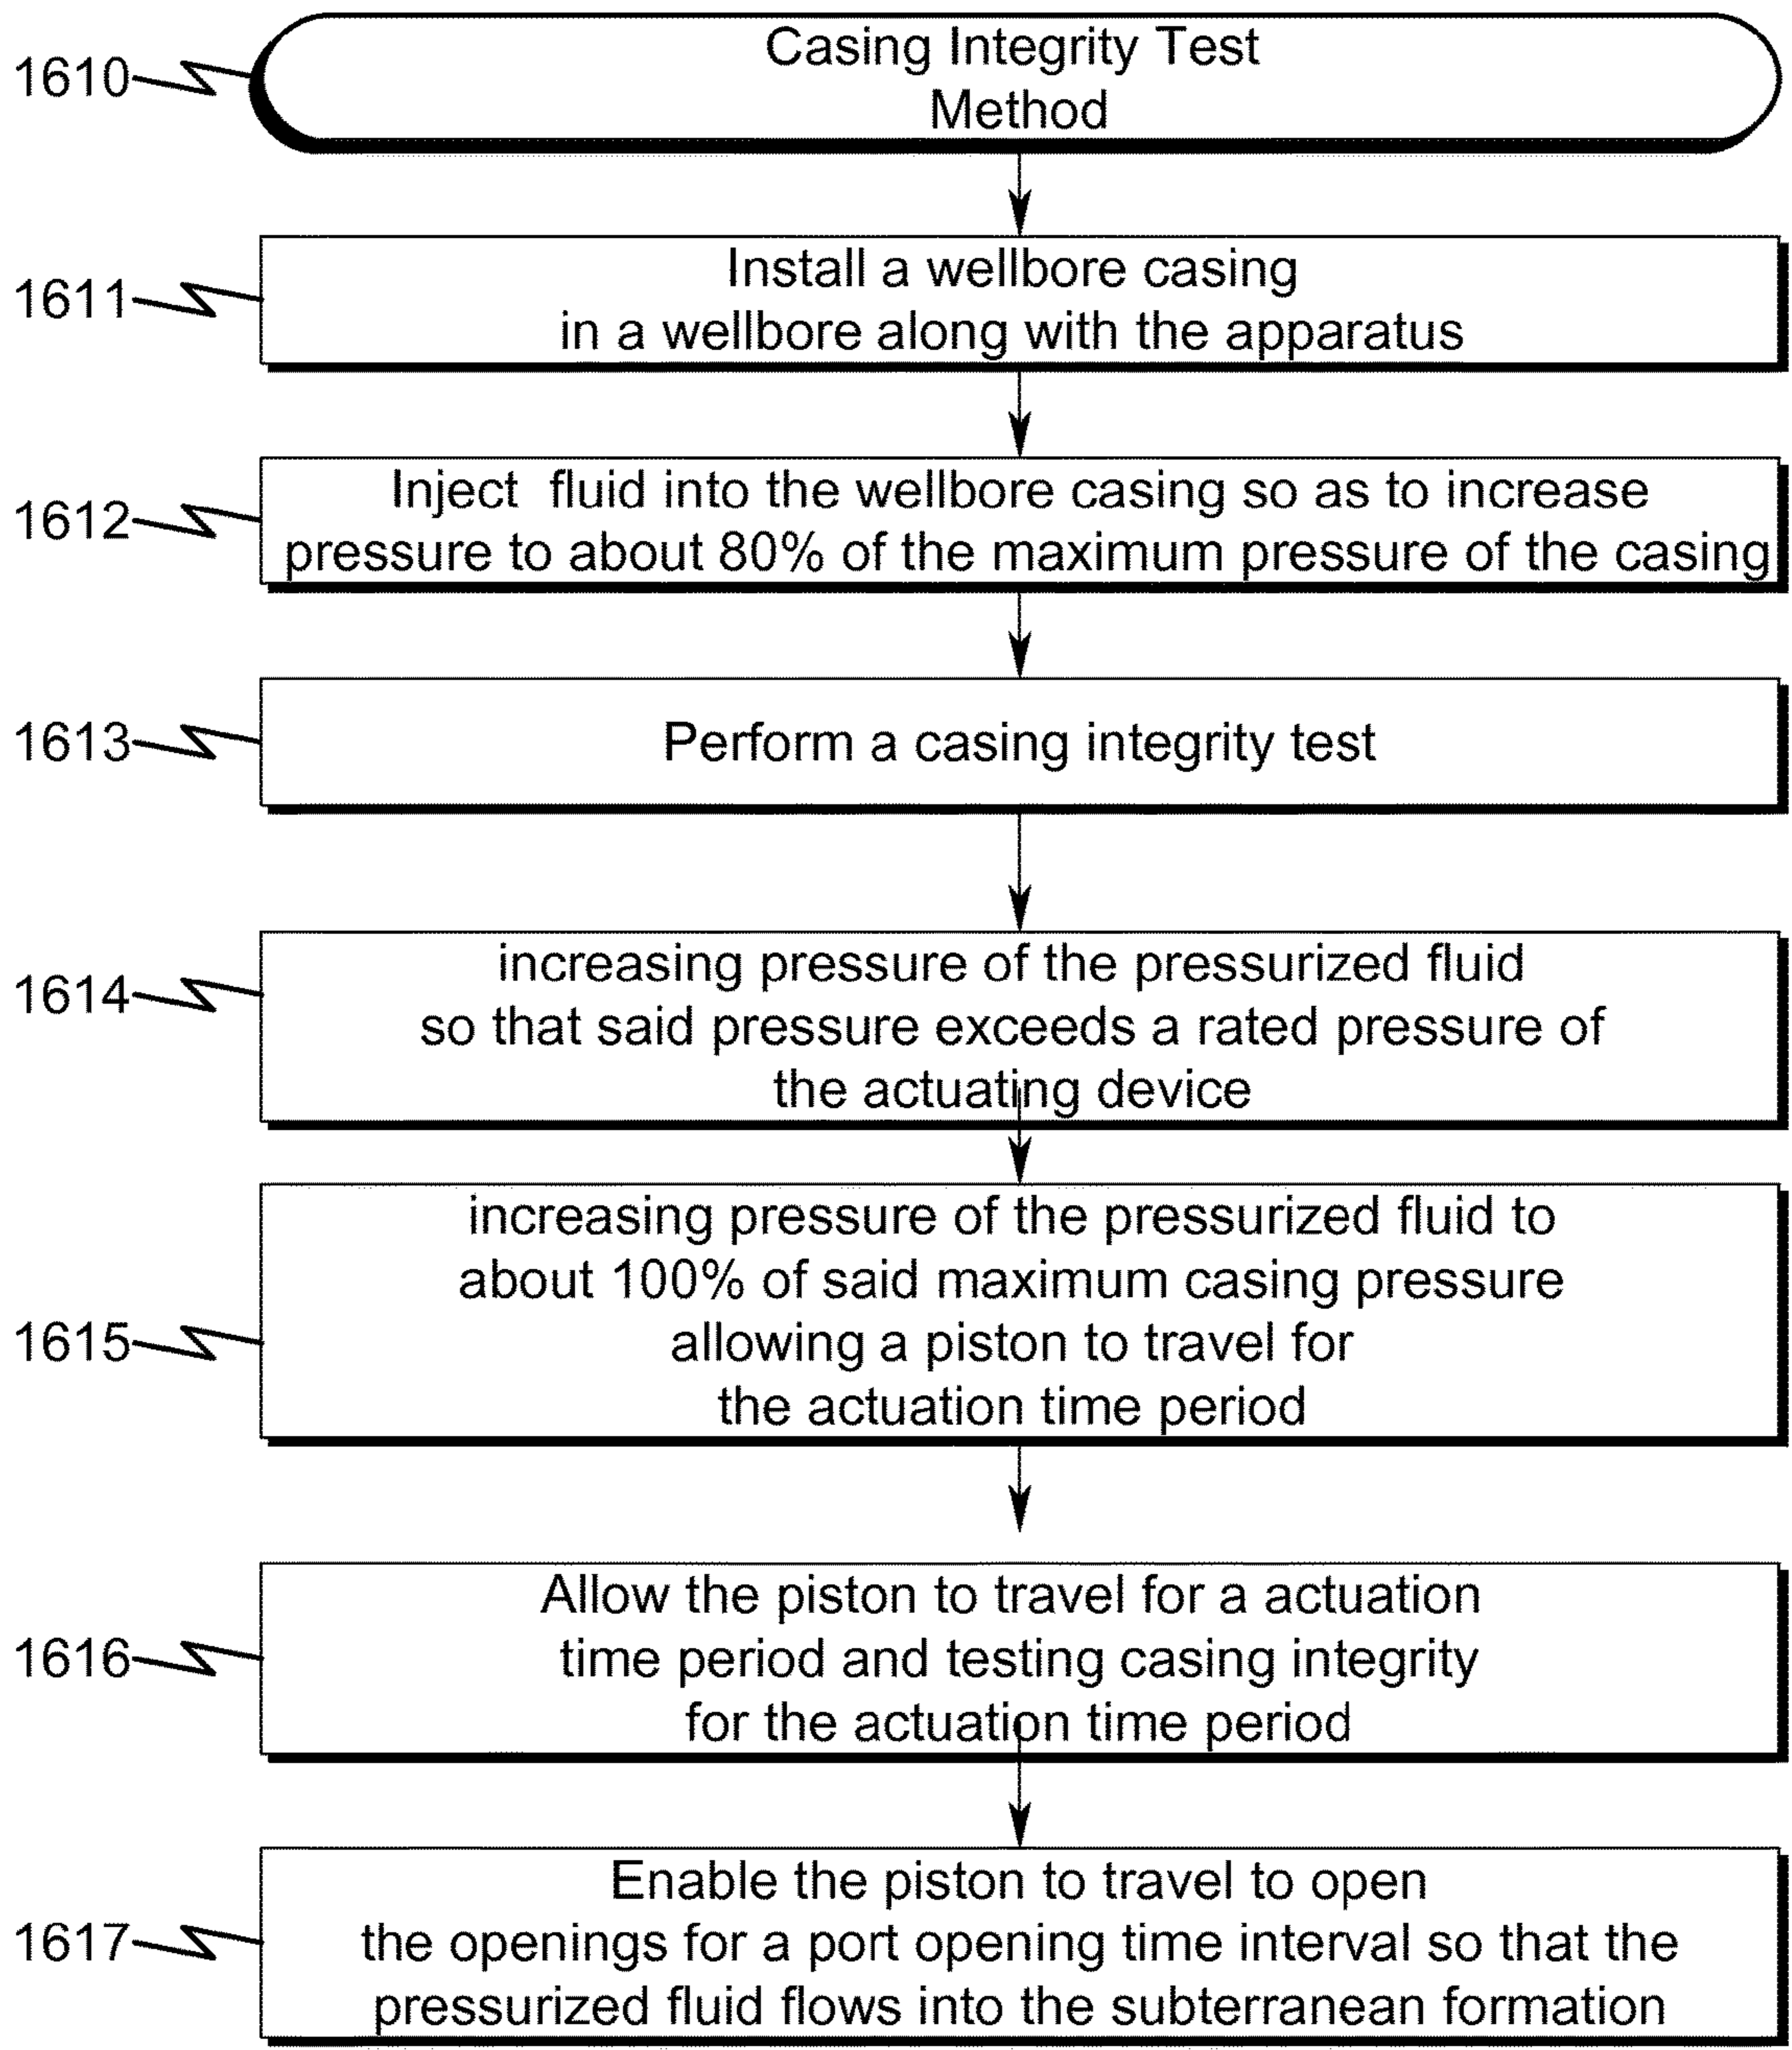 1610
Casing Integrity Test
Method
1611
Install a wellbore casing
in a wellbore along with the apparatus
1612
Inject fluid into the wellbore casing so as to increase
pressure to about 80% of the maximum pressure of the casing
1613
Perform a casing integrity test
1614
increasing pressure of the pressurized fluid
so that said pressure exceeds a rated pressure of
the actuating device
1615
increasing pressure of the pressurized fluid to
about 100% of said maximum casing pressure
allowing a piston to travel for
the actuation time period
1616
Allow the piston to travel for a actuation
time period and testing casing integrity
for the actuation time period
1617
Enable the piston to travel to open
the openings for a port opening time interval so that the
pressurized fluid flows into the subterranean formation